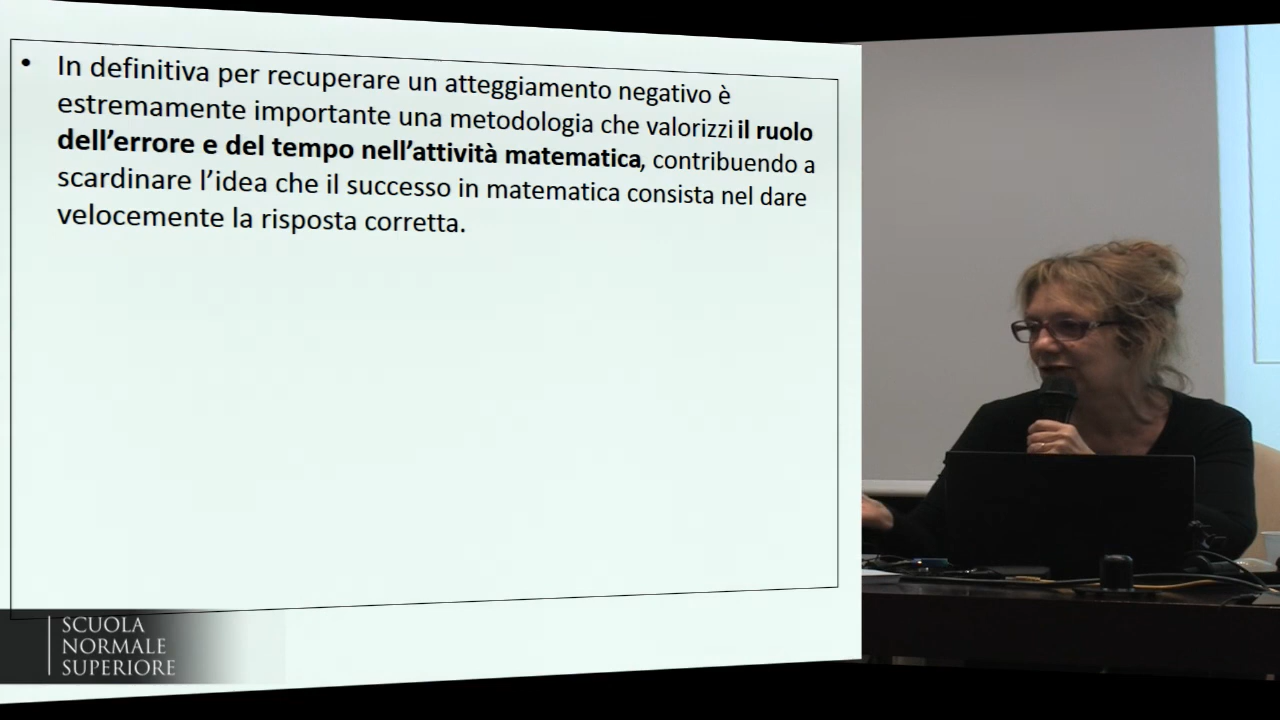 • In definitiva per recuperare un atteggiamento negativo è
estremamente importante una metodologia che valorizzi il ruolo
dell’errore e del tempo nell’attività matematica, contribuendo a
scardinare l’idea che il successo in matematica consista nel dare
velocemente la risposta corretta.
SCUOLA
NORMALE
SUPERIORE